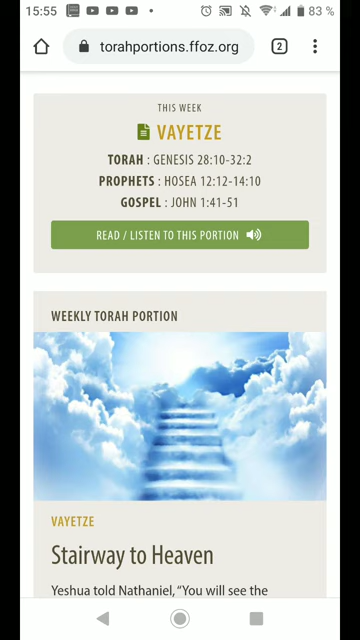 15:55
83 %
torahportions.ffoz.org
2
THIS WEEK
VAYETZE
TORAH : GENESIS 28:10-32:2
PROPHETS : HOSEA 12:12-14:10
GOSPEL : JOHN 1:41-51
READ / LISTEN TO THIS PORTION
WEEKLY TORAH PORTION
VAYETZE
Stairway to Heaven
Yeshua told Nathaniel, “You will see the